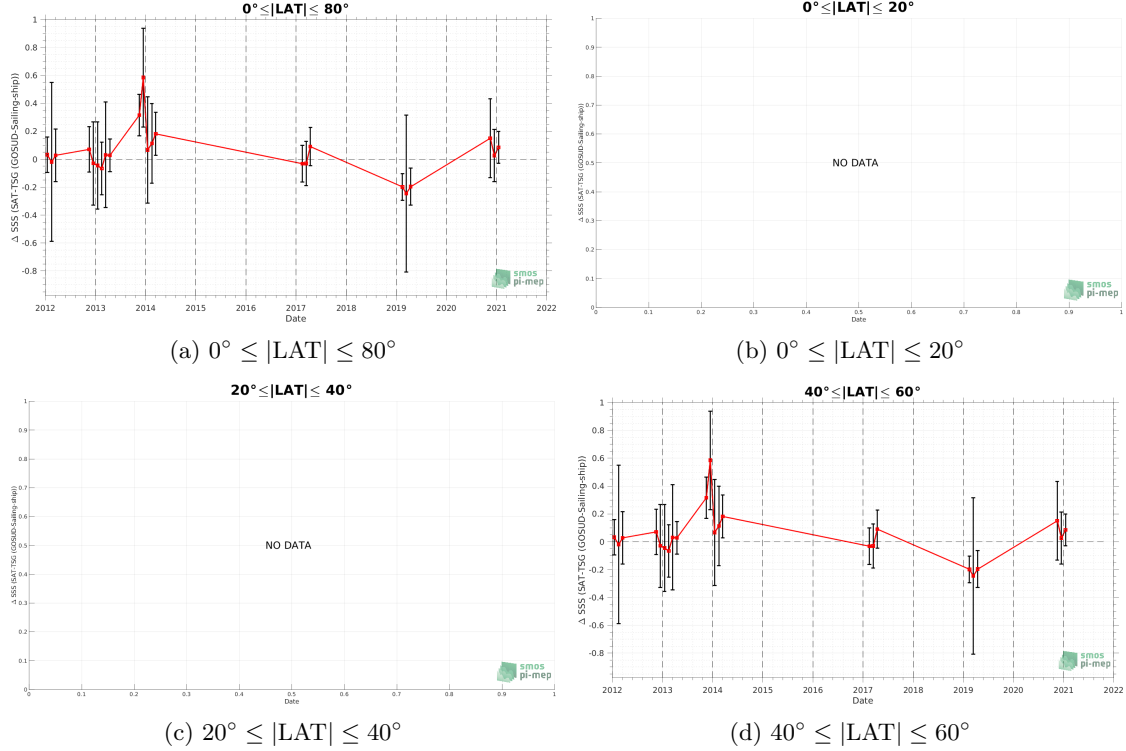 0°≤|LAT|≤ 80°
Δ SSS (SAT-TSG (GOSUD-Sailing-ship))
1
0.8
0.6
0.4
0.2
0
-0.2
-0.4
-0.6
-0.8
2012 2013 2014 2015 2016 2017 2018 2019 2020 2021 2022
Date
smos
pi-mep
(a) 0° ≤ |LAT| ≤ 80°
0°≤|LAT|≤ 20°
Δ SSS (SAT-TSG (GOSUD-Sailing-ship))
1
0.9
0.8
0.7
0.6
0.5
0.4
0.3
0.2
0.1
0
NO DATA
0 0.1 0.2 0.3 0.4 0.5 0.6 0.7 0.8 0.9 1
Date
smos
pi-mep
(b) 0° ≤ |LAT| ≤ 20°
20°≤|LAT|≤ 40°
Δ SSS (SAT-TSG (GOSUD-Sailing-ship))
1
0.9
0.8
0.7
0.6
0.5
0.4
0.3
0.2
0.1
0
NO DATA
0 0.1 0.2 0.3 0.4 0.5 0.6 0.7 0.8 0.9 1
Date
smos
pi-mep
(c) 20° ≤ |LAT| ≤ 40°
40°≤|LAT|≤ 60°
Δ SSS (SAT-TSG (GOSUD-Sailing-ship))
1
0.8
0.6
0.4
0.2
0
-0.2
-0.4
-0.6
-0.8
2012 2013 2014 2015 2016 2017 2018 2019 2020 2021 2022
Date
smos
pi-mep
(d) 40° ≤ |LAT| ≤ 60°